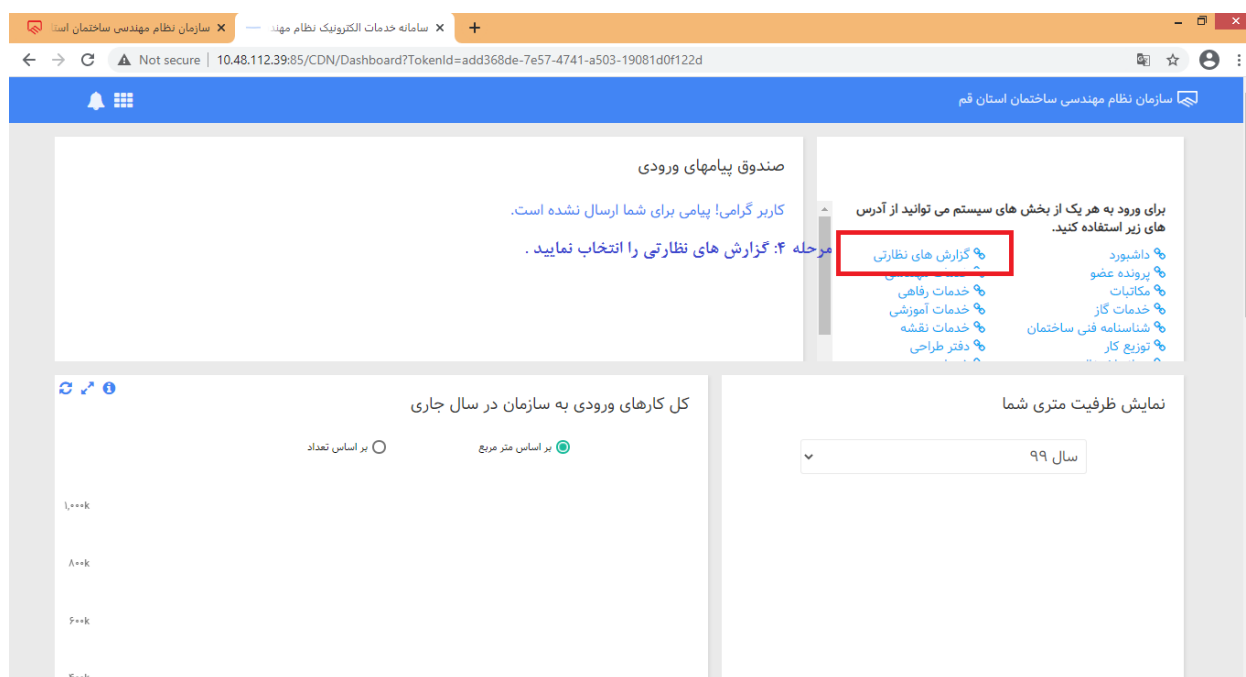 سازمان نظام مهندسی ساختمان است
سامانه خدمات الکترونیک نظام مهند
Not secure | 10.48.112.39:85/CDN/Dashboard?TokenId=add368de-7e57-4741-a503-19081d0f122d
سازمان نظام مهندسی ساختمان استان قم
برای ورود به هر یک از بخش های سیستم می توانید از آدرس
های زیر استفاده کنید.
داشبورد
گزارش های نظارتی
پرونده عضو
خدمات مهندسی
مکاتبات
خدمات رفاهی
خدمات گاز
خدمات آموزشی
شناسنامه فنی ساختمان
خدمات نقشه
توزیع کار
دفتر طراحی
صندوق پیامهای ورودی
کاربر گرامی! پیامی برای شما ارسال نشده است.
مرحله ۴: گزارش های نظارتی را انتخاب نمایید .
نمایش ظرفیت متری شما
سال ۹۹
کل کارهای ورودی به سازمان در سال جاری
بر اساس متر مربع
بر اساس تعداد
۱,۰۰۰k
۸۰۰k
۶۰۰k